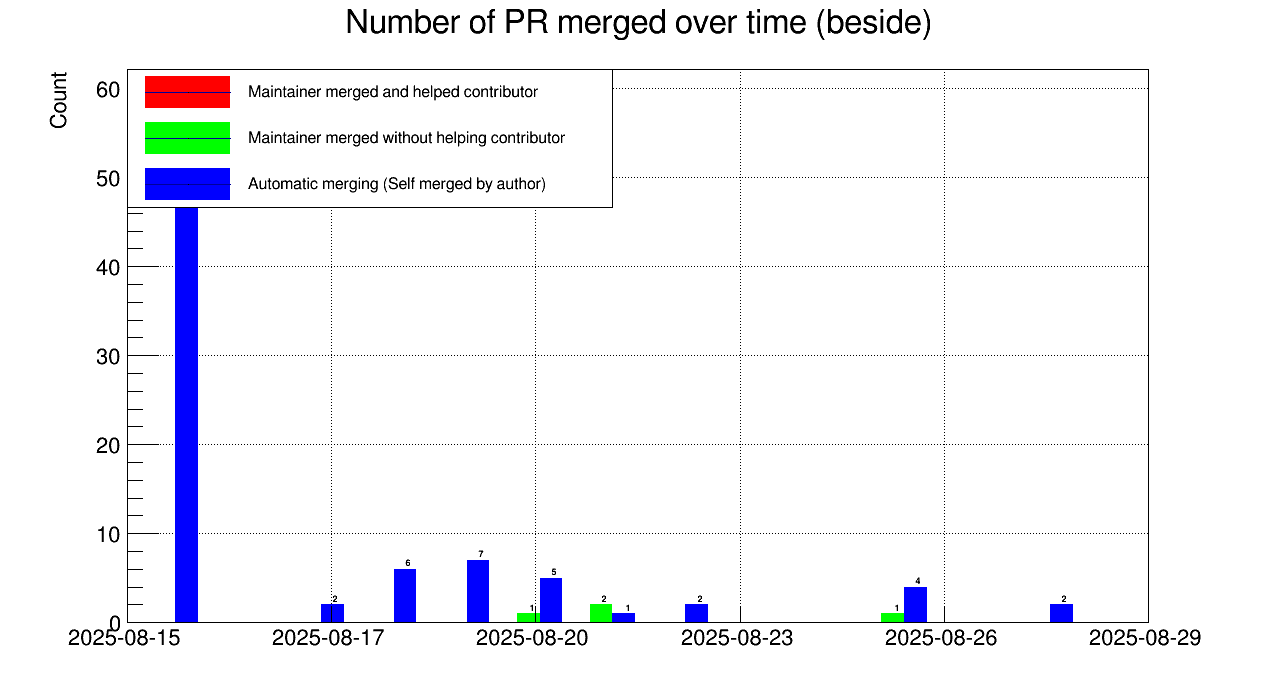 Number of PR merged over time (beside)
Count
Maintainer merged and helped contributor
Maintainer merged without helping contributor
Automatic merging (Self merged by author)
60
50
40
30
20
10
0
2 6 7 1 5 2 1 2 1 4 2
2025-08-15 2025-08-17 2025-08-20 2025-08-23 2025-08-26 2025-08-29